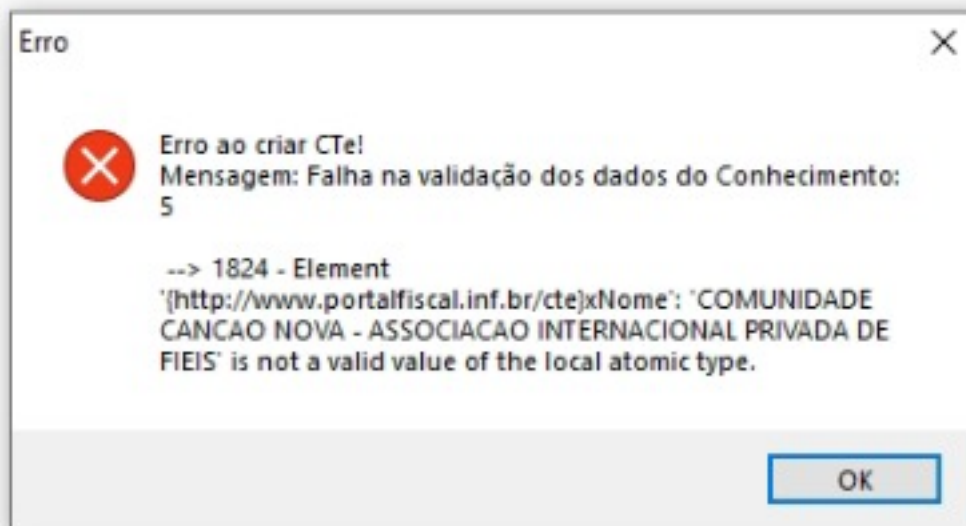 Erro
Erro ao criar CTe!
Mensagem: Falha na validação dos dados do Conhecimento:
5
--> 1824 - Element
'{http://www.portalfiscal.inf.br/cte}xNome': 'COMUNIDADE
CANCAO NOVA - ASSOCIACAO INTERNACIONAL PRIVADA DE
FIEIS' is not a valid value of the local atomic type.
OK